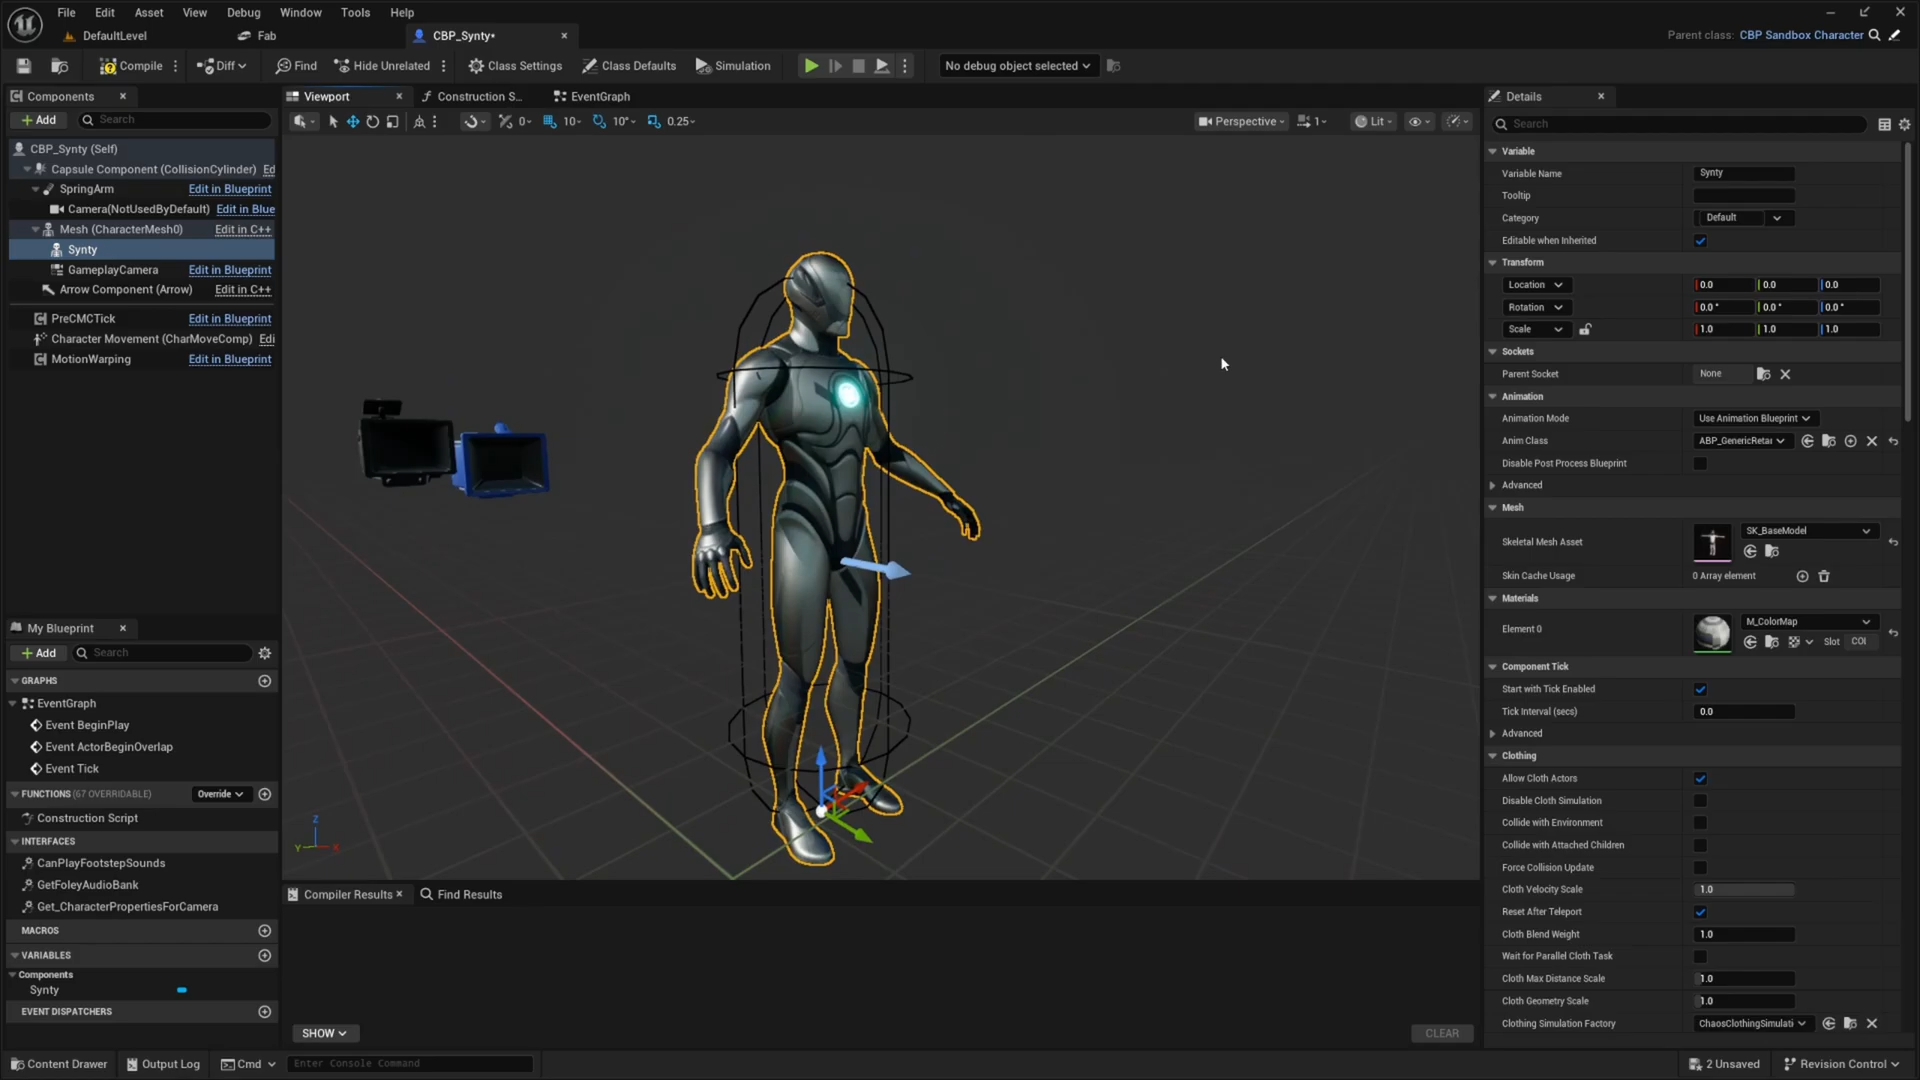 File Edit Asset View Debug Window Tools Help
DefaultLevel Fab CBP_Synty• Parent class: CBP Sandbox Character
Compile Diff Find Hide Unrelated Class Settings Class Defaults Simulation No debug object selected
Components Viewport Construction S... EventGraph Details
Add Search 0 10 10° 0.25 Perspective 1 Lit Search
CBP_Synty (Self)
Capsule Component (CollisionCylinder) Ed
SpringArm Edit in Blueprint
Camera(NotUsedByDefault) Edit in Blue
Mesh (CharacterMesh0) Edit in C++
Synty
GameplayCamera Edit in Blueprint
Arrow Component (Arrow) Edit in C++
PreCMCTick Edit in Blueprint
Character Movement (CharMoveComp) Edi
MotionWarping Edit in Blueprint
My Blueprint
Add Search
GRAPHS
EventGraph
Event BeginPlay
Event ActorBeginOverlap
Event Tick
FUNCTIONS (67 OVERRIDABLE) Override
Construction Script
INTERFACES
CanPlayFootstepSounds
GetFoleyAudioBank
Get_CharacterPropertiesForCamera
MACROS
VARIABLES
Components
Synty
EVENT DISPATCHERS
Z
Y X
Compiler Results Find Results
SHOW CLEAR
Variable
Variable Name Synty
Tooltip
Category Default
Editable when Inherited
Transform
Location 0.0 0.0 0.0
Rotation 0.0 ° 0.0 ° 0.0 °
Scale 1.0 1.0 1.0
Sockets
Parent Socket None
Animation
Animation Mode Use Animation Blueprint
Anim Class ABP_GenericRetar
Disable Post Process Blueprint
Advanced
Mesh
Skeletal Mesh Asset SK_BaseModel
Skin Cache Usage 0 Array element
Materials
Element 0 M_ColorMap
Slot COl
Component Tick
Start with Tick Enabled
Tick Interval (secs) 0.0
Advanced
Clothing
Allow Cloth Actors
Disable Cloth Simulation
Collide with Environment
Collide with Attached Children
Force Collision Update
Cloth Velocity Scale 1.0
Reset After Teleport
Cloth Blend Weight 1.0
Wait for Parallel Cloth Task
Cloth Max Distance Scale 1.0
Cloth Geometry Scale 1.0
Clothing Simulation Factory ChaosClothingSimulati
Content Drawer Output Log Cmd Enter Console Command 2 Unsaved Revision Control